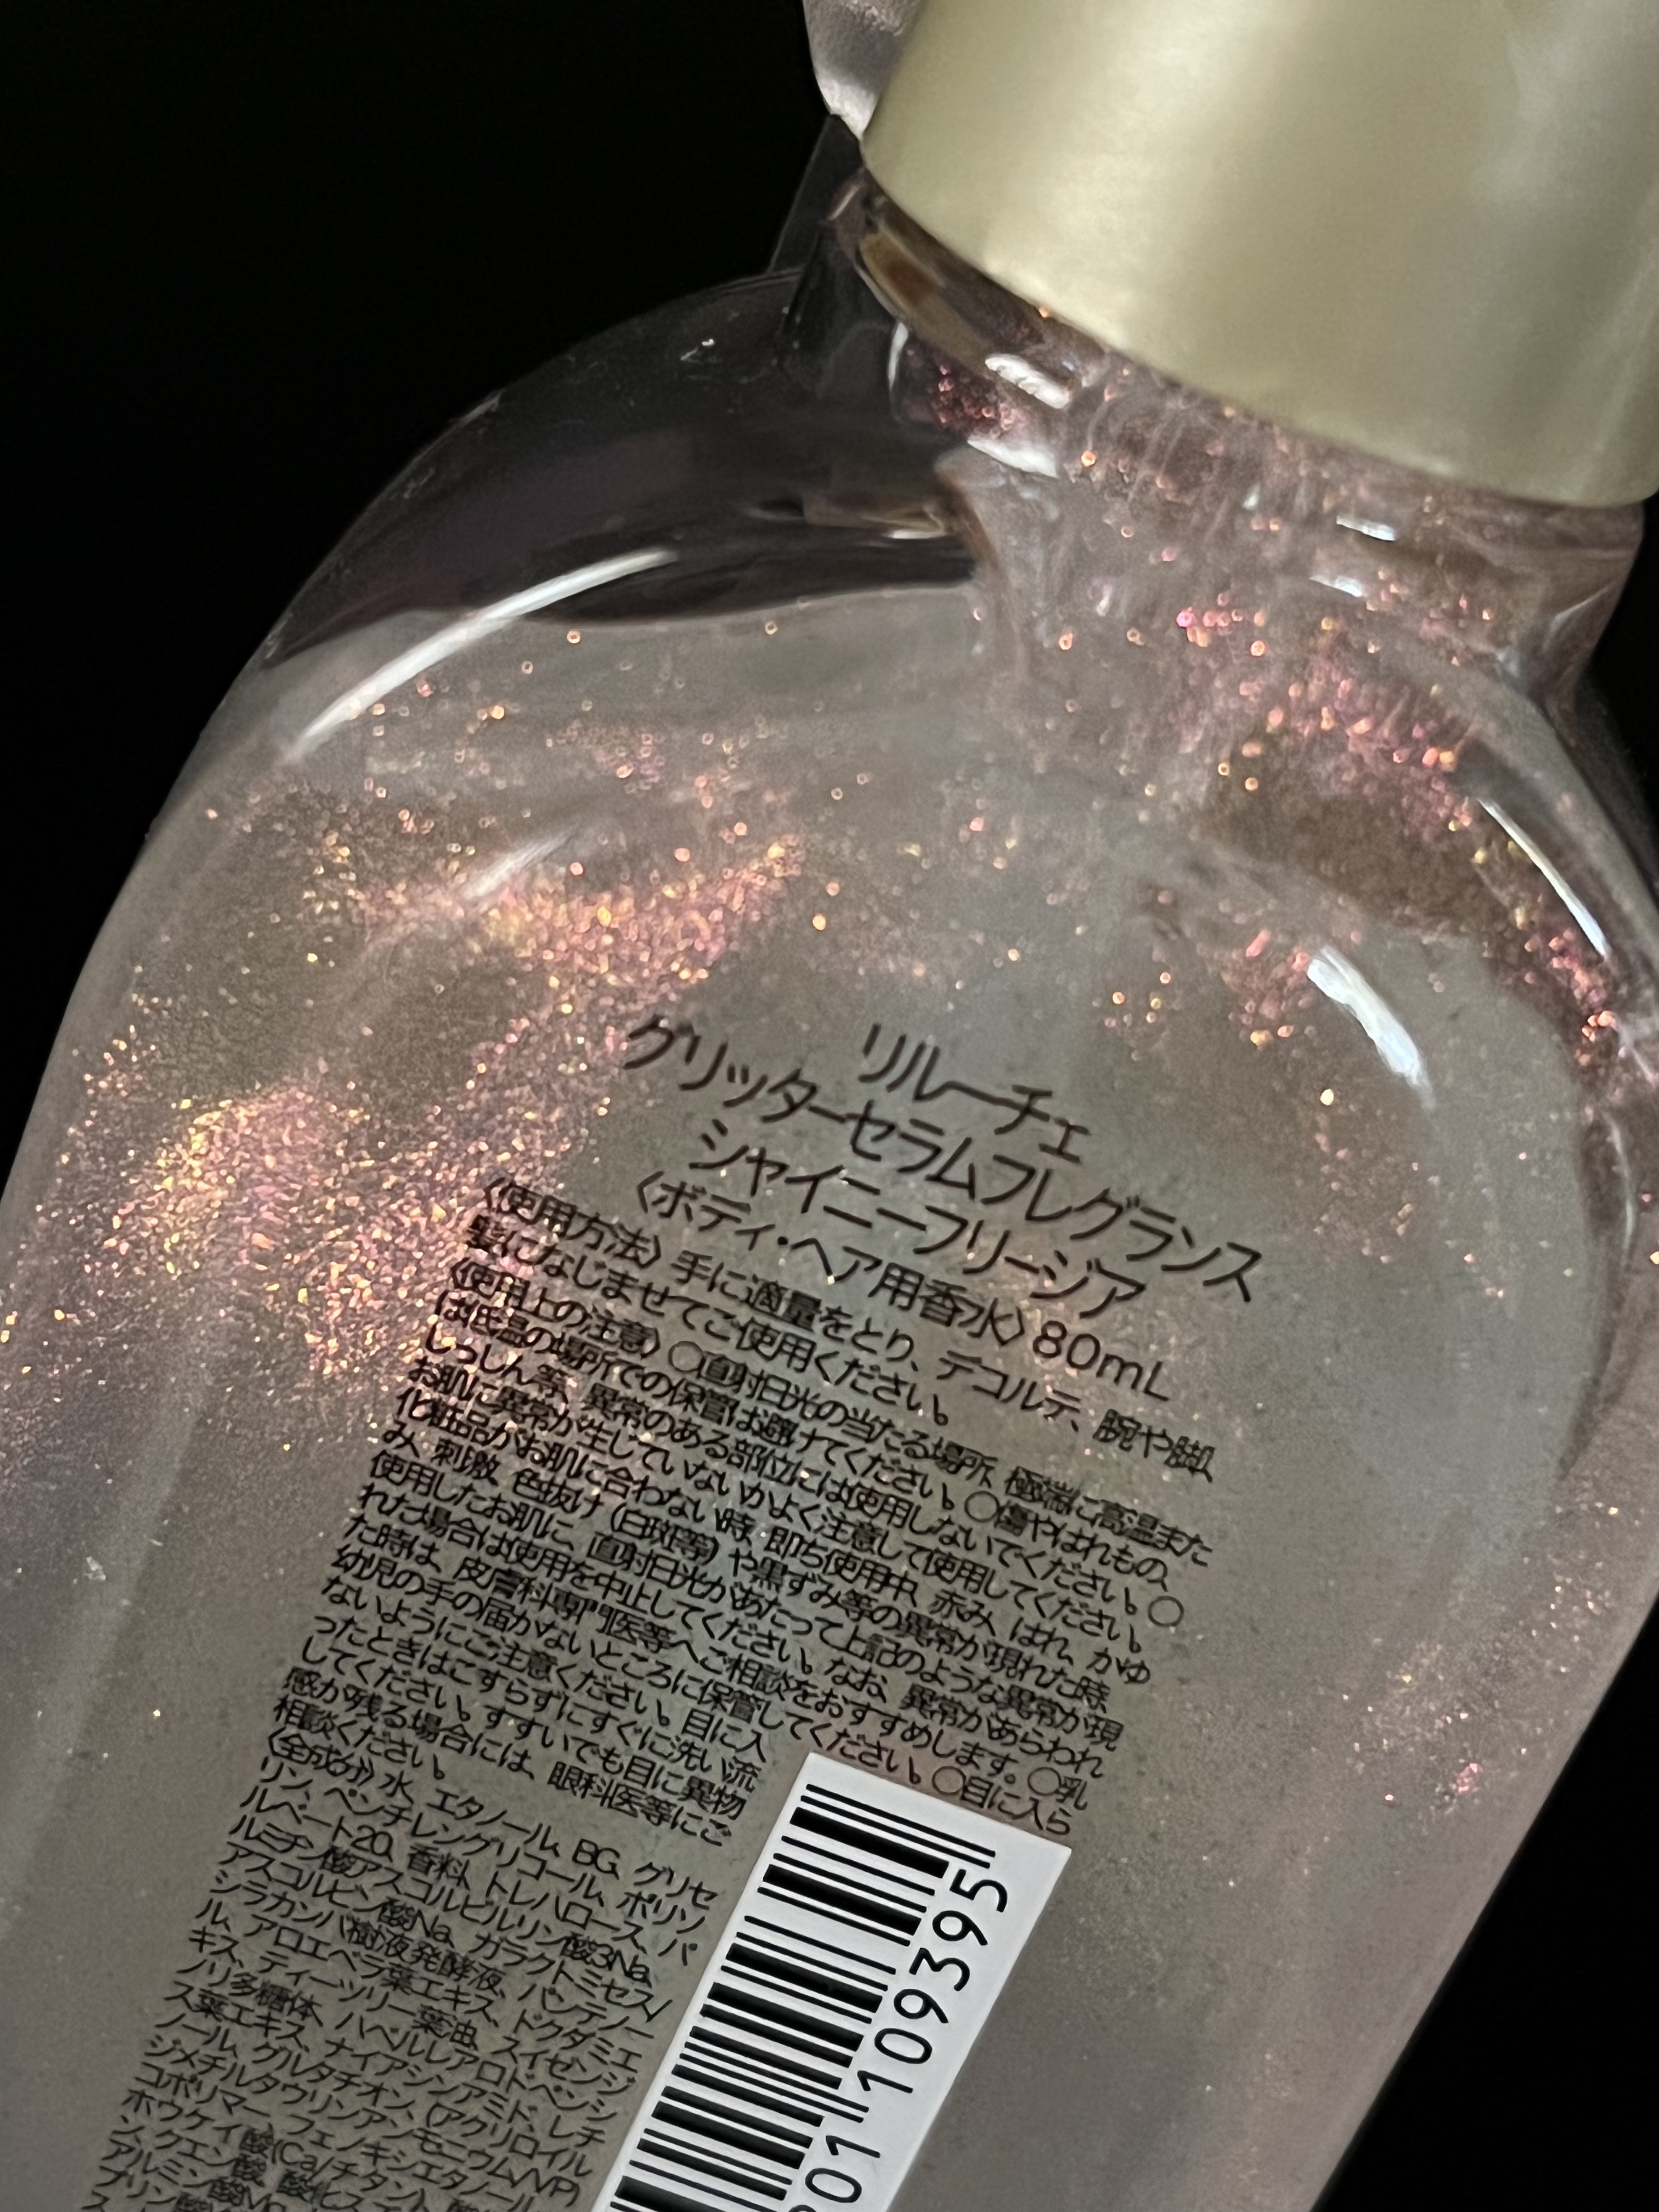 リルーチェ
グリッターセラムフレグランス
シャイニーフリージア
〈ボディ・ヘア用香水〉80mL
〈使用方法〉手に適量をとり、デコルテ、腕や脚、
髪になじませてご使用ください。
〈使用上の注意〉○直射日光の当たる場所、極端に高温また
は低温の場所での保管は避けてください。○傷やはれもの、
しっしん等、異常のある部位には使用しないでください。○
お肌に異常が生じていないかよく注意して使用してください。
化粧品がお肌に合わない時、即ち使用中、赤み、はれ、かゆ
み、刺激、色抜け（白斑等）や黒ずみ等の異常が現れた時、
使用したお肌に、直射日光があたって上記のような異常が現
れた場合は使用を中止してください。なお、異常があらわれ
た時は、皮膚科専門医等へご相談をおすすめします。○乳
幼児の手の届かないところに保管してください。○目に入ら
ないようにご注意ください。目に入
ったときはこすらずにすぐに洗い流
してください。すすいでも目に異物
感が残る場合には、眼科医等にご
相談ください。
〈全成分〉水、エタノール、BG、グリセ
リン、ペンチレングリコール、ポリソ
ルベート20、香料、トレハロース、パ
ルミチン酸アスコルビルリン酸3Na、
アスコルビン酸Na、ガラクトミセス/
シラカンバ樹液発酵液、パンテノー
ル、アロエベラ葉エキス、ドクダミエ
キス、ティーツリー葉油、スイゼンジ
ノリ多糖体、ハベルレアロドペンシ
ス葉エキス、ナイアシンアミド、レチ
ノール、グルタチオン、(アクリロイル
ジメチルタウリンアンモニウム/VP)
コポリマー、フェノキシエタノール、
ホウケイ酸(Ca/チタン)
ン、クエン酸、酸化ス
アルミン酸Mg
プリン酸
01 109395